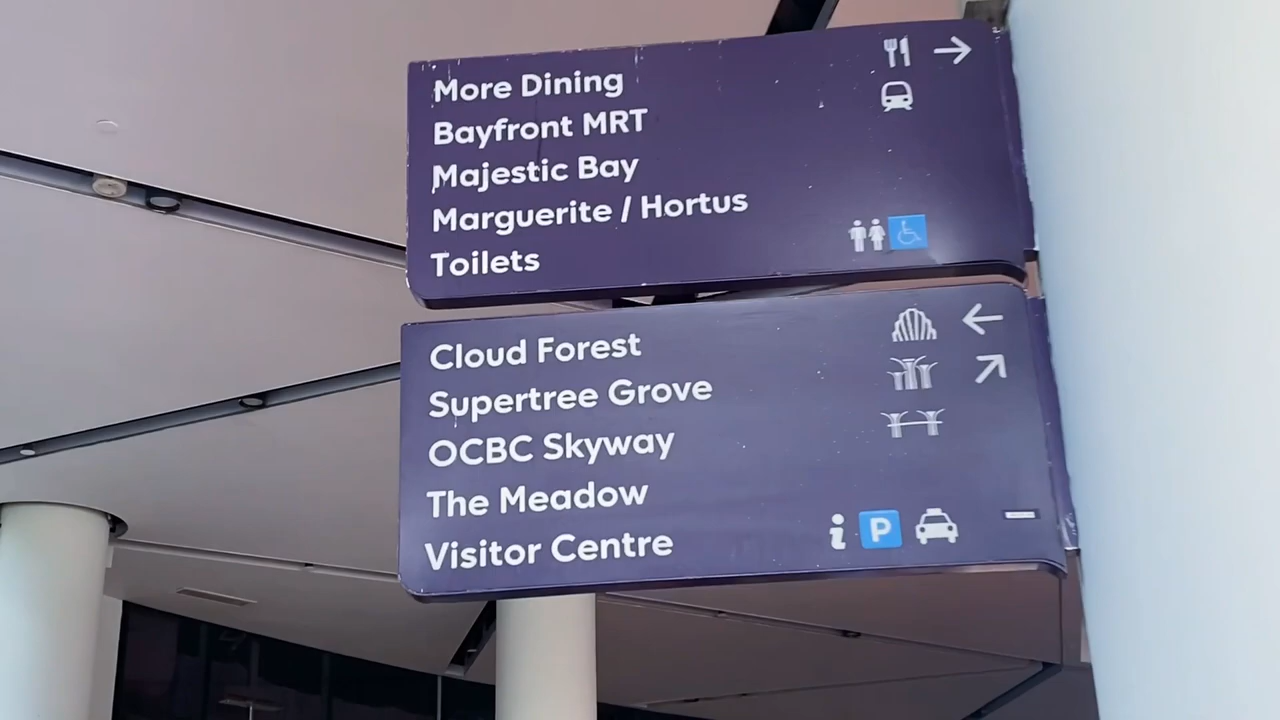 More Dining
Bayfront MRT
Majestic Bay
Marguerite / Hortus
Toilets
Cloud Forest
Supertree Grove
OCBC Skyway
The Meadow
Visitor Centre
P